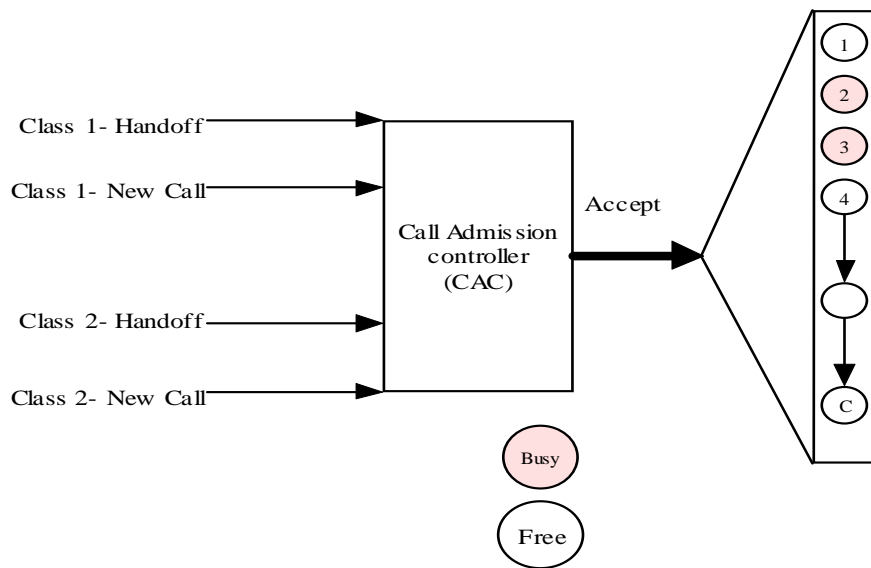 Class 1- Handoff
Class 1- New Call
Class 2- Handoff
Class 2- New Call
Call Admission
controller
(CAC)
Accept
1
2
3
4
C
Busy
Free